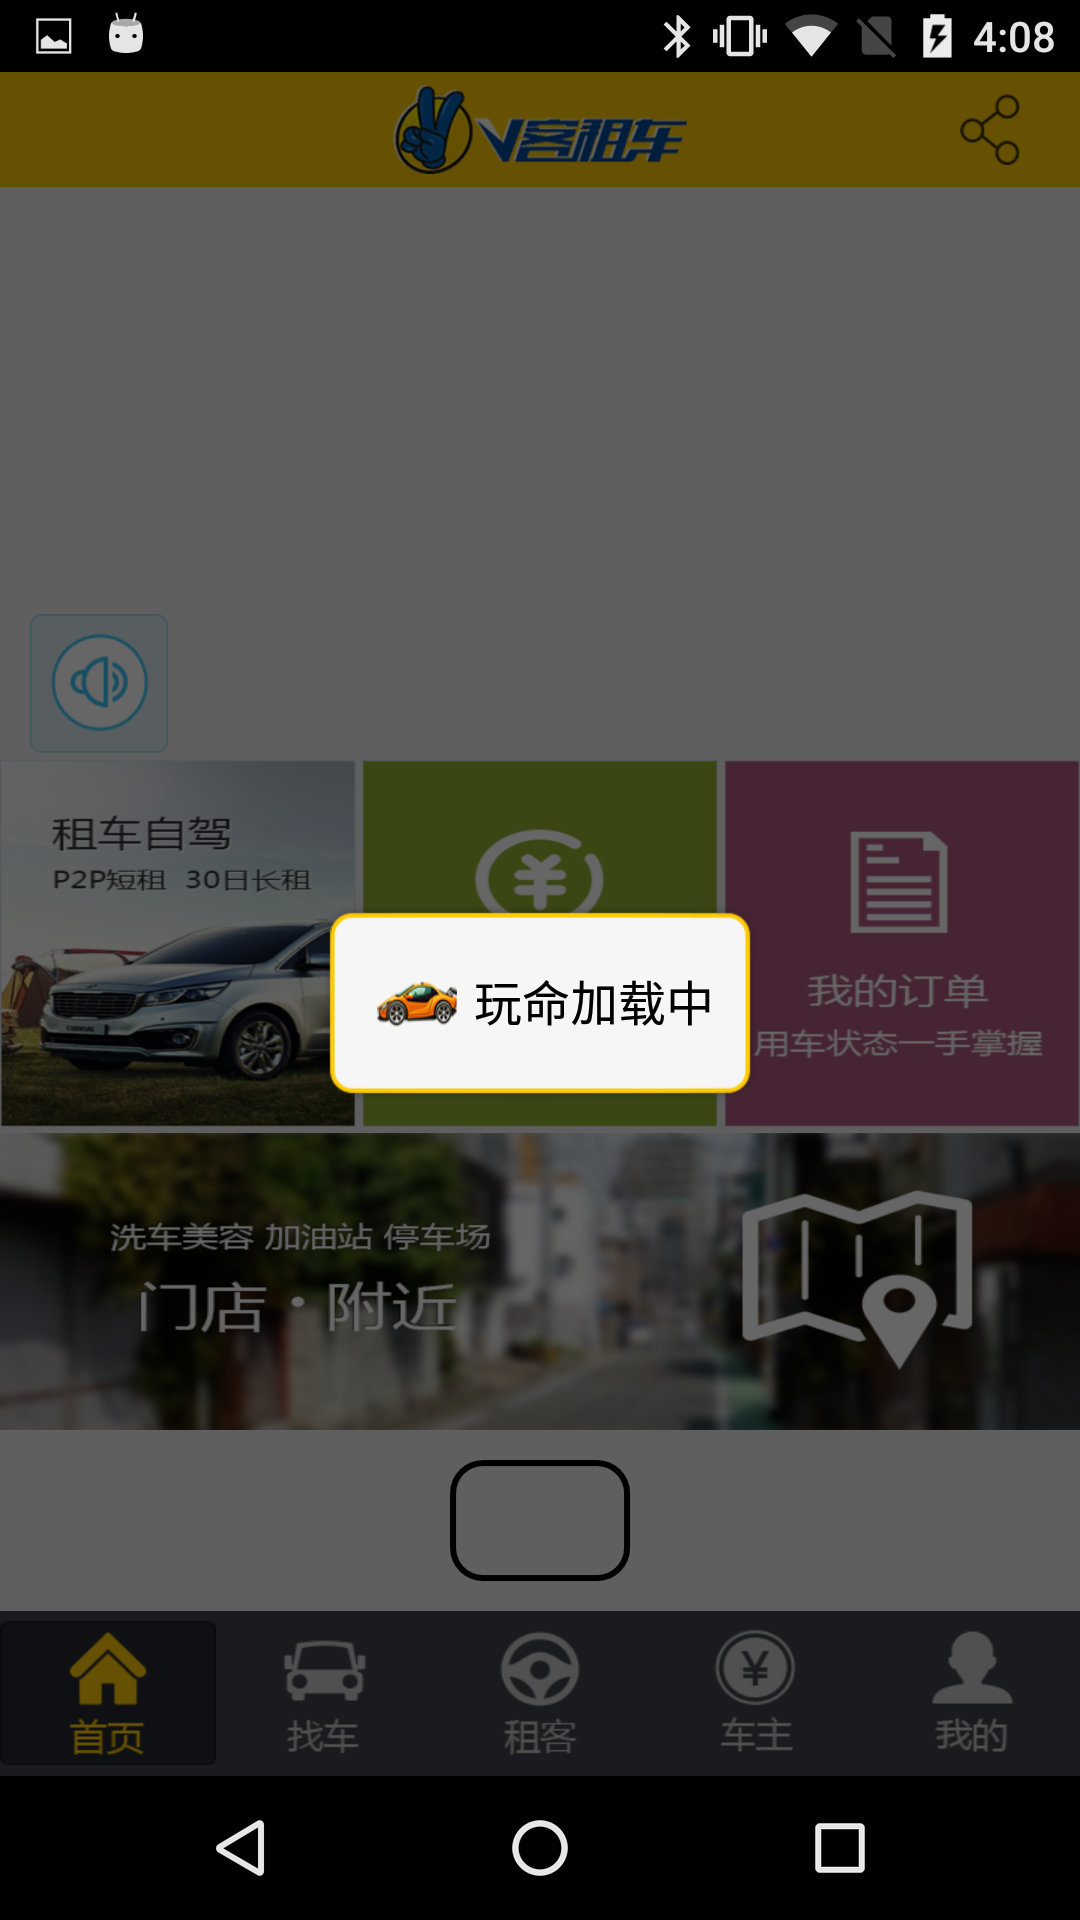 4:08
V客租车
租车自驾
P2P短租 30日长租
¥
玩命加载中
我的订单
用车状态一手掌握
洗车美容 加油站 停车场
门店·附近
首页
找车
租客
¥
车主
我的